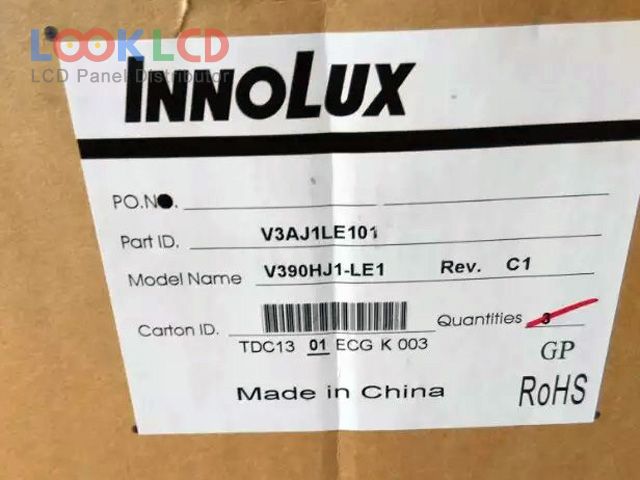 LOOKLCD
LCD Panel Distributor
INNOLUX
PO.NO.
Part ID. V3AJ1LE101
Model Name V390HJ1-LE1 Rev. C1
Carton ID. Quantities 3
TDC13 01 ECG K 003
GP
Made in China RoHS